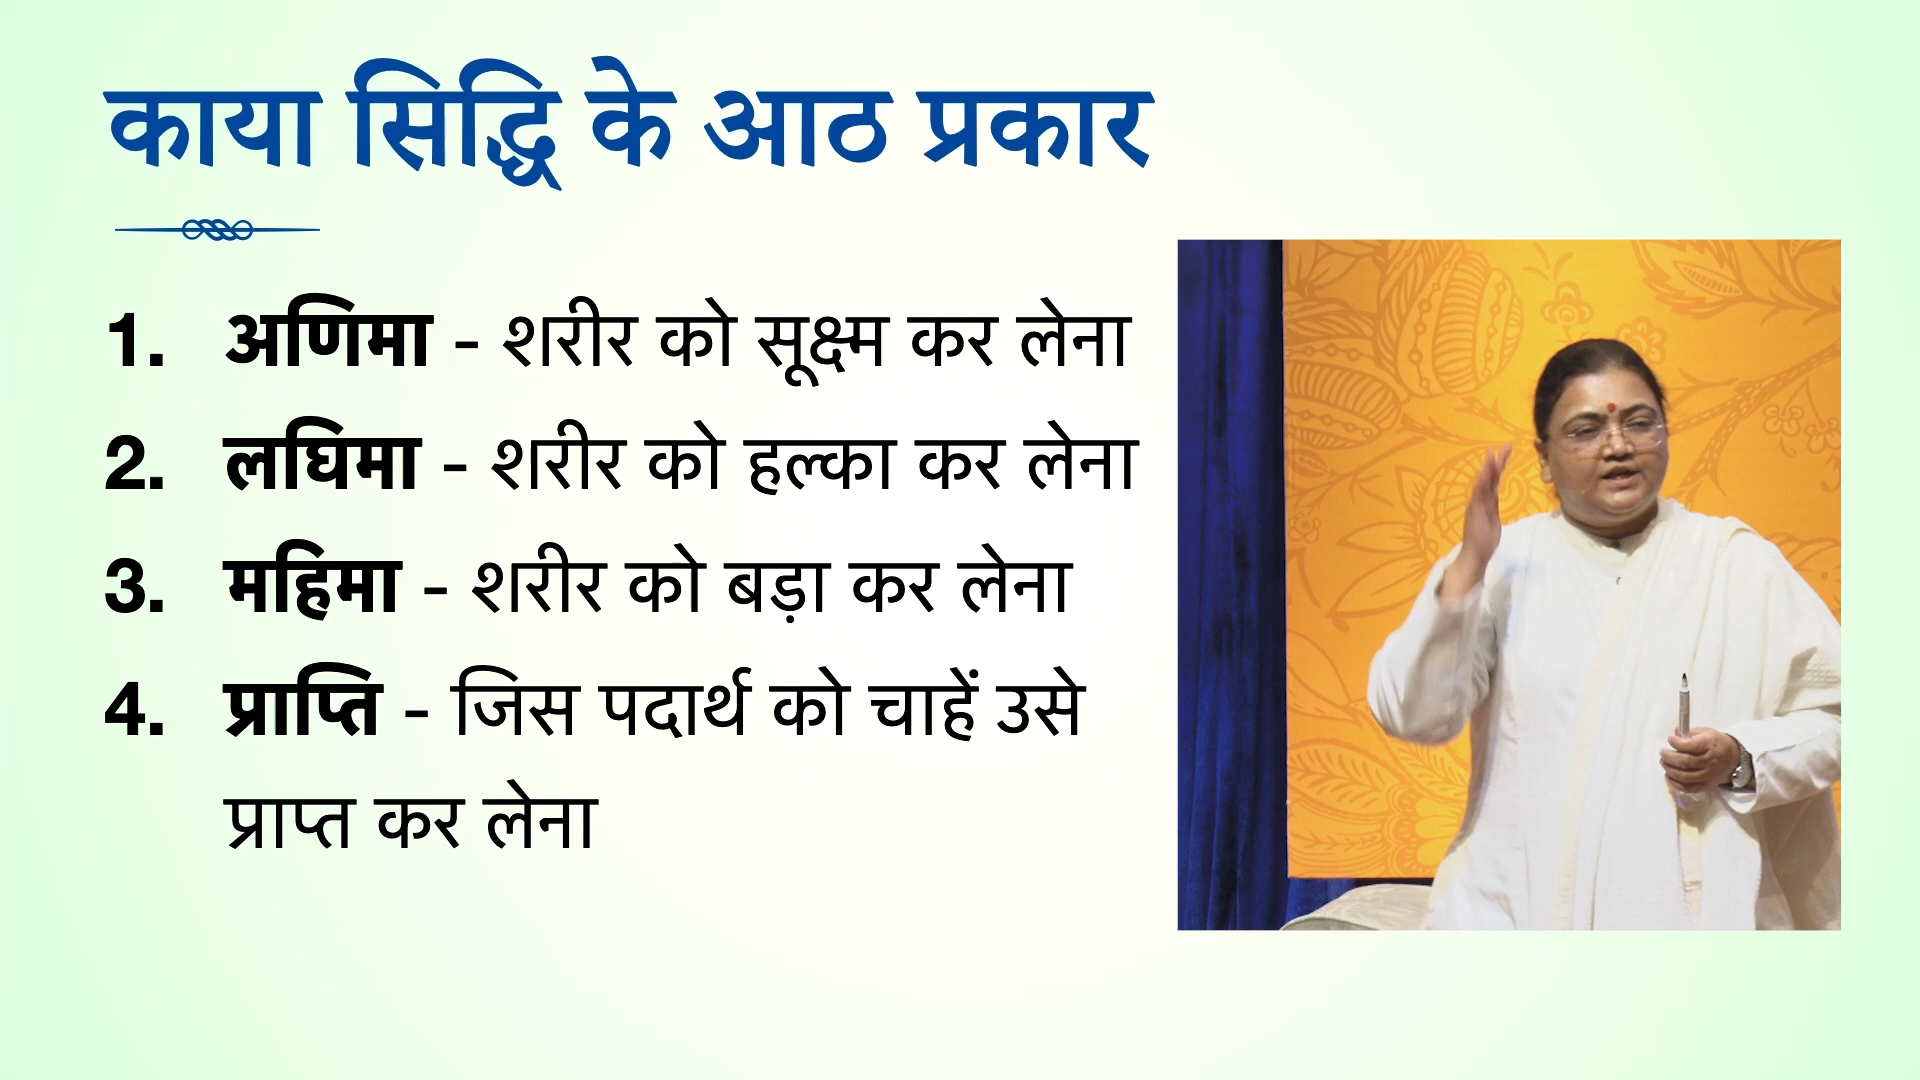 काया सिद्धि के आठ प्रकार
1. अणिमा - शरीर को सूक्ष्म कर लेना
2. लघिमा - शरीर को हल्का कर लेना
3. महिमा - शरीर को बड़ा कर लेना
4. प्राप्ति - जिस पदार्थ को चाहें उसे
प्राप्त कर लेना